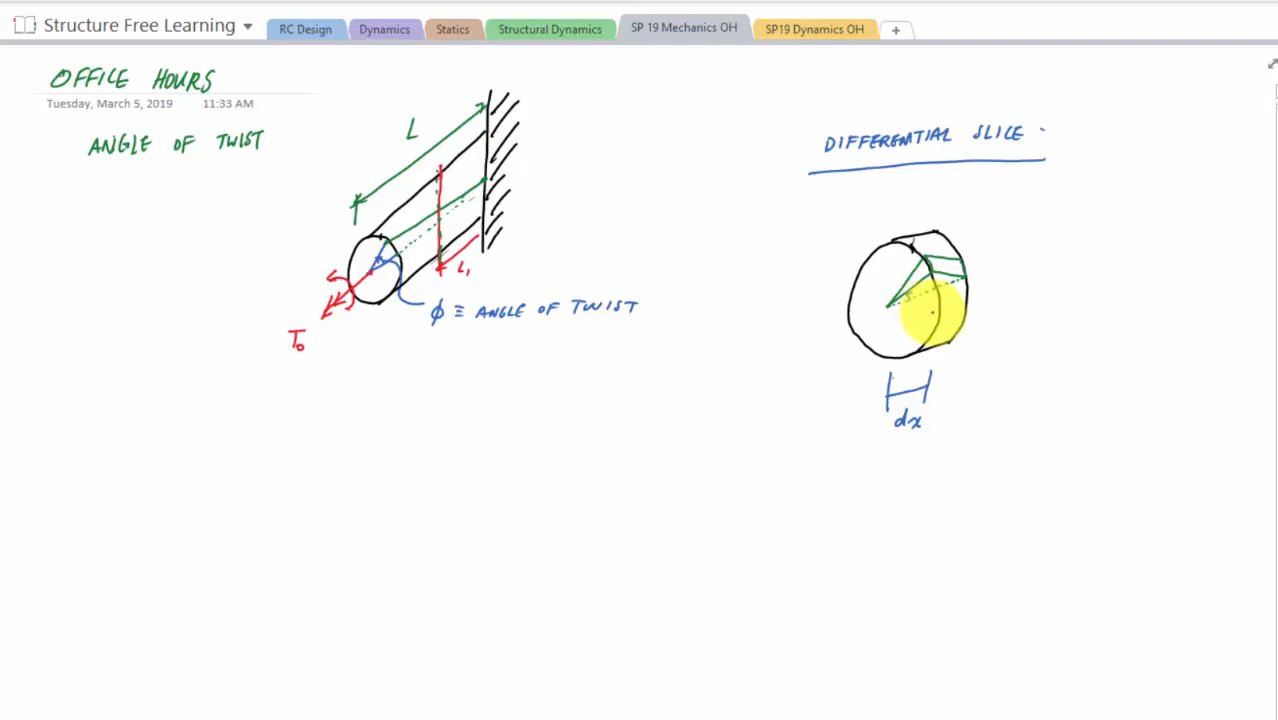 Structure Free Learning
RC Design
Dynamics
Statics
Structural Dynamics
SP 19 Mechanics OH
SP19 Dynamics OH
+
OFFICE HOURS
Tuesday, March 5, 2019 11:33 AM
ANGLE OF TWIST
L
L₁
ϕ ≡ ANGLE OF TWIST
T₀
DIFFERENTIAL SLICE -
dx